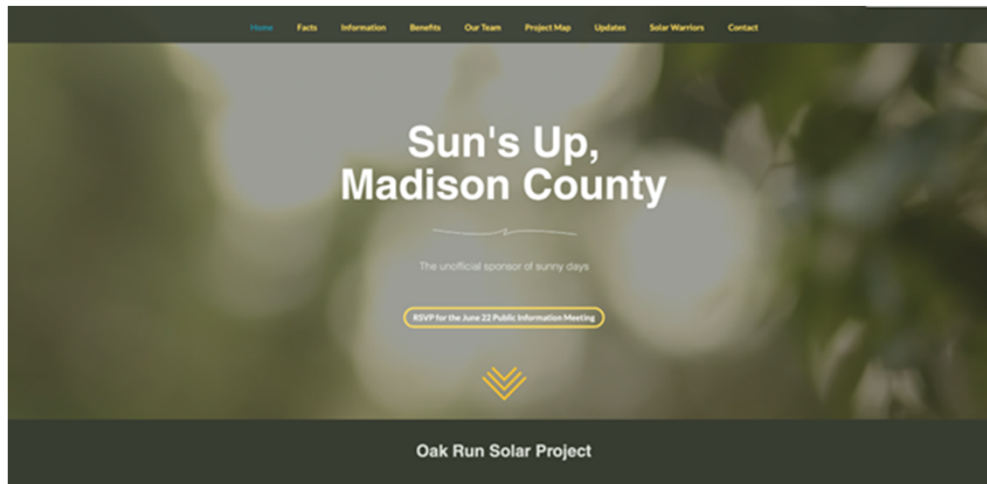 Home Facts Information Benefits Our Team Project Map Updates Solar Warriors Contact
Sun's Up,
Madison County
The unofficial sponsor of sunny days
RSVP for the June 22 Public Information Meeting
Oak Run Solar Project